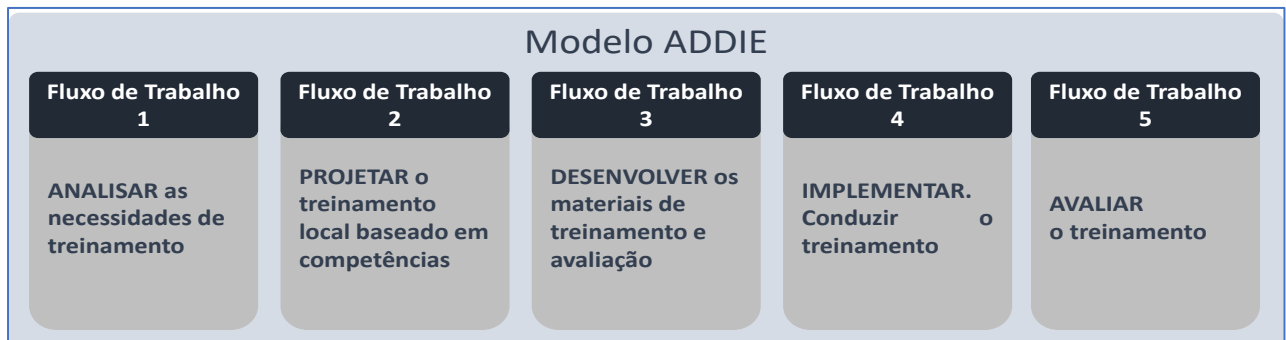 Modelo ADDIE
Fluxo de Trabalho
1
ANALISAR as
necessidades de
treinamento
Fluxo de Trabalho
2
PROJETAR o
treinamento
local baseado em
competências
Fluxo de Trabalho
3
DESENVOLVER os
materiais de
treinamento e
avaliação
Fluxo de Trabalho
4
IMPLEMENTAR.
Conduzir o
treinamento
Fluxo de Trabalho
5
AVALIAR
o treinamento